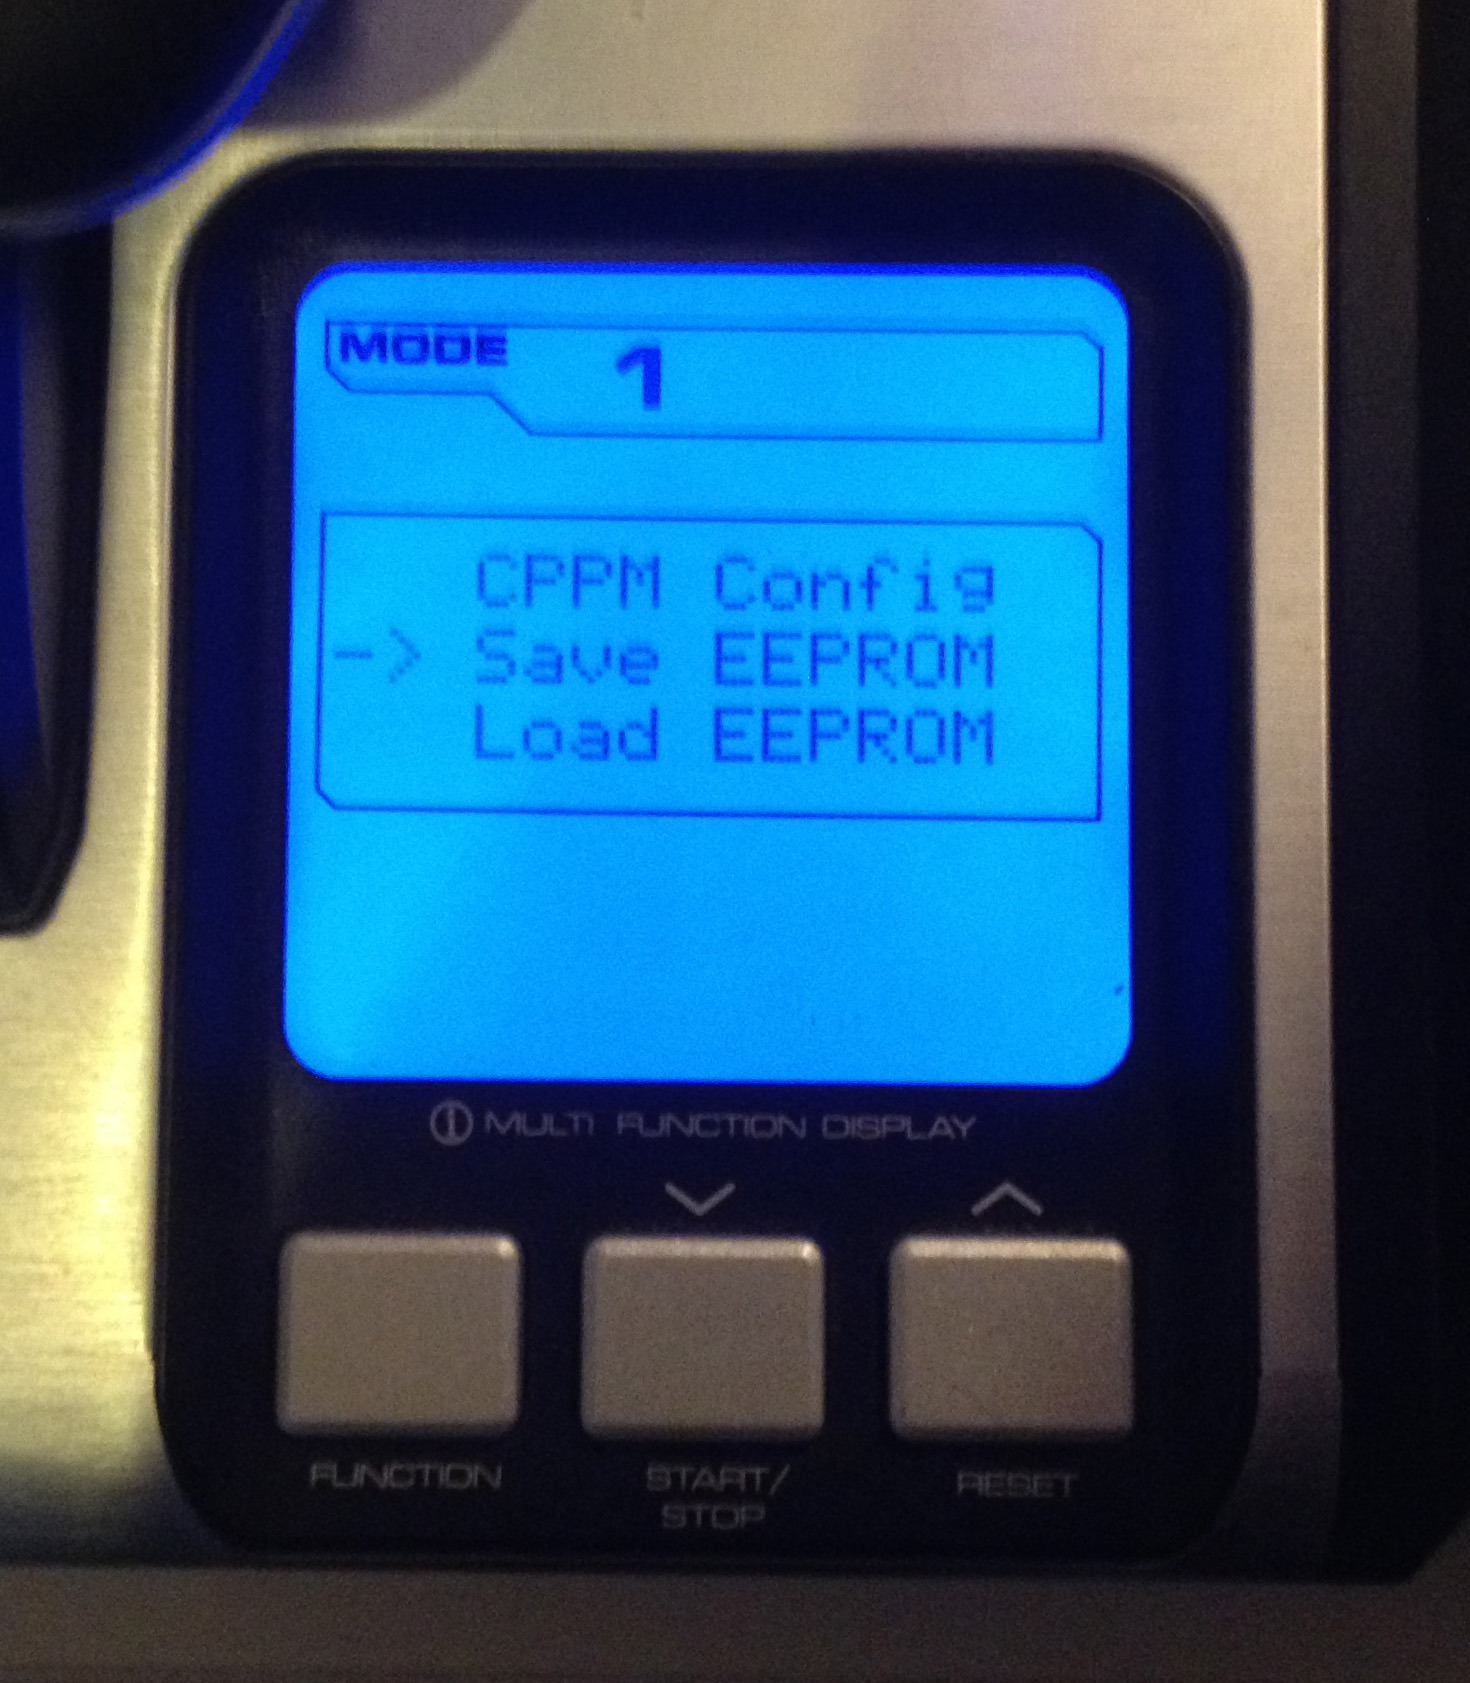 MODE 1
CPPM Config
-> Save EEPROM
Load EEPROM
i MULTI FUNCTION DISPLAY
FUNCTION
START/
STOP
RESET